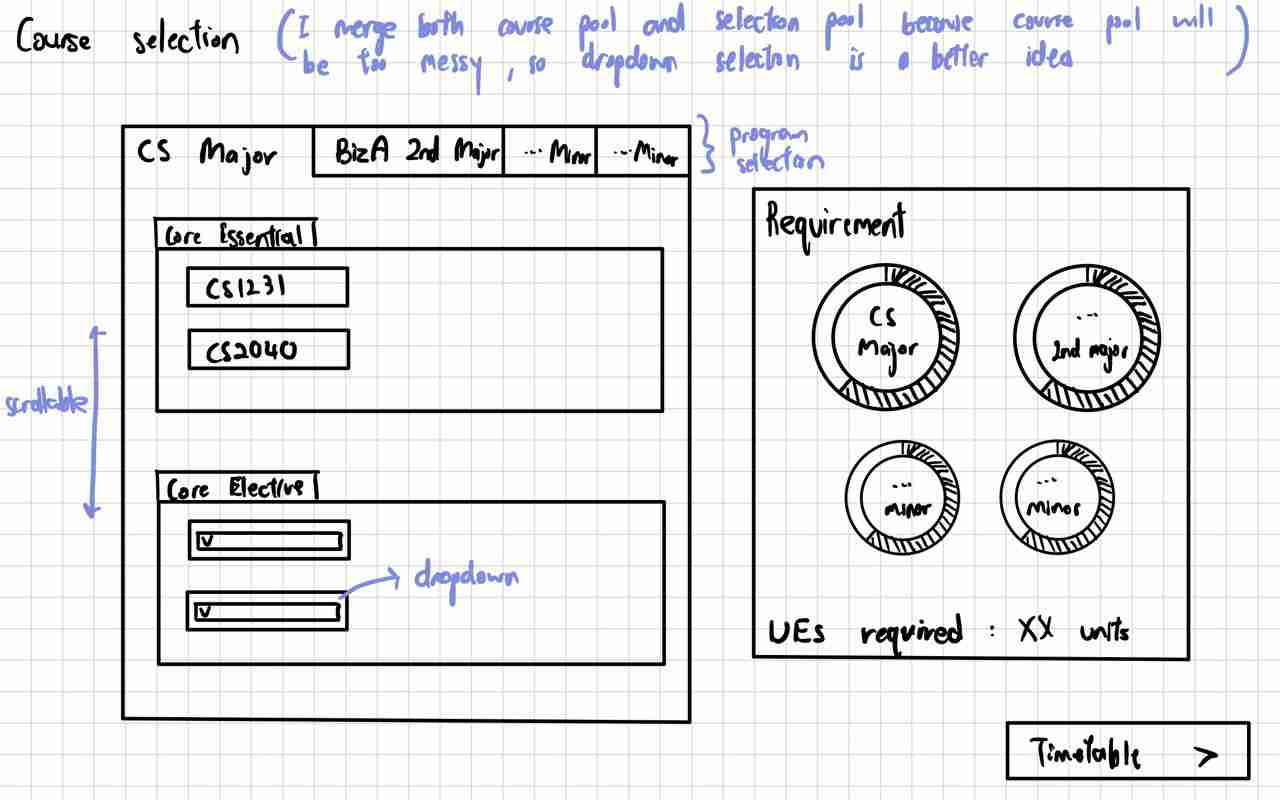 Course selection
(I merge both course pool and selection pool because course pool will
be too messy, so dropdown selection is a better idea)
CS Major
BizA 2nd Major
... Minor
... Minor
program
selection
Core Essential
CS1231
CS2040
scrollable
Core Elective
v
v
dropdown
Requirement
CS
Major
...
2nd major
...
minor
...
minor
UEs required : XX units
Timetable >